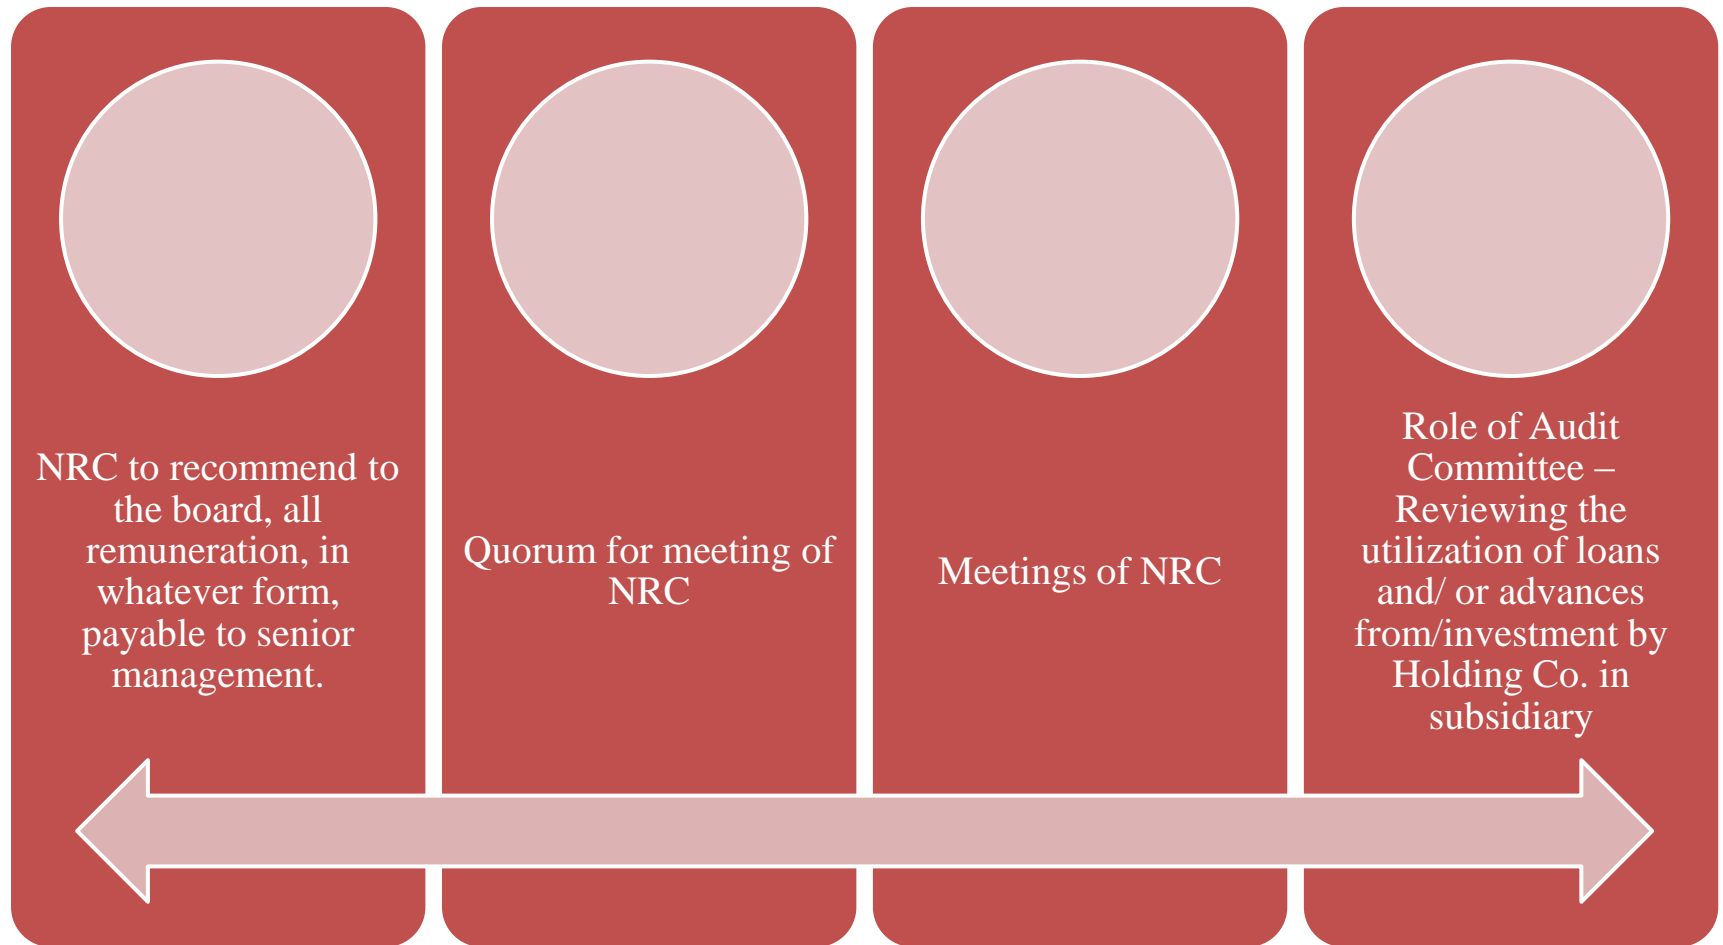 NRC to recommend to
the board, all
remuneration, in
whatever form,
payable to senior
management.
Quorum for meeting of
NRC
Meetings of NRC
Role of Audit
Committee –
Reviewing the
utilization of loans
and/ or advances
from/investment by
Holding Co. in
subsidiary